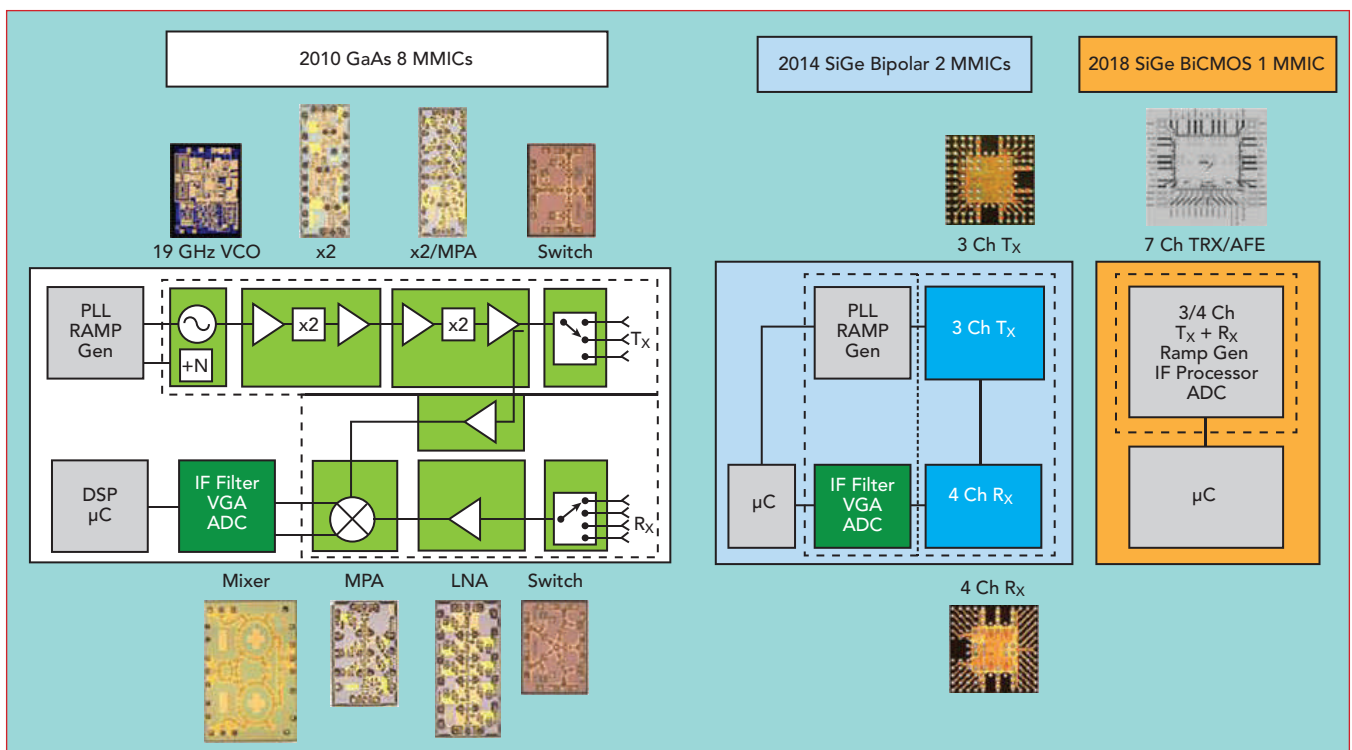 2010 GaAs 8 MMICs
2014 SiGe Bipolar 2 MMICs
2018 SiGe BiCMOS 1 MMIC
19 GHz VCO
x2
x2/MPA
Switch
3 Ch TX
7 Ch TRX/AFE
PLL
RAMP
Gen
+N
x2
x2
TX
DSP
µC
IF Filter
VGA
ADC
RX
Mixer
MPA
LNA
Switch
PLL
RAMP
Gen
3 Ch TX
µC
IF Filter
VGA
ADC
4 Ch RX
4 Ch RX
3/4 Ch
TX + RX
Ramp Gen
IF Processor
ADC
µC